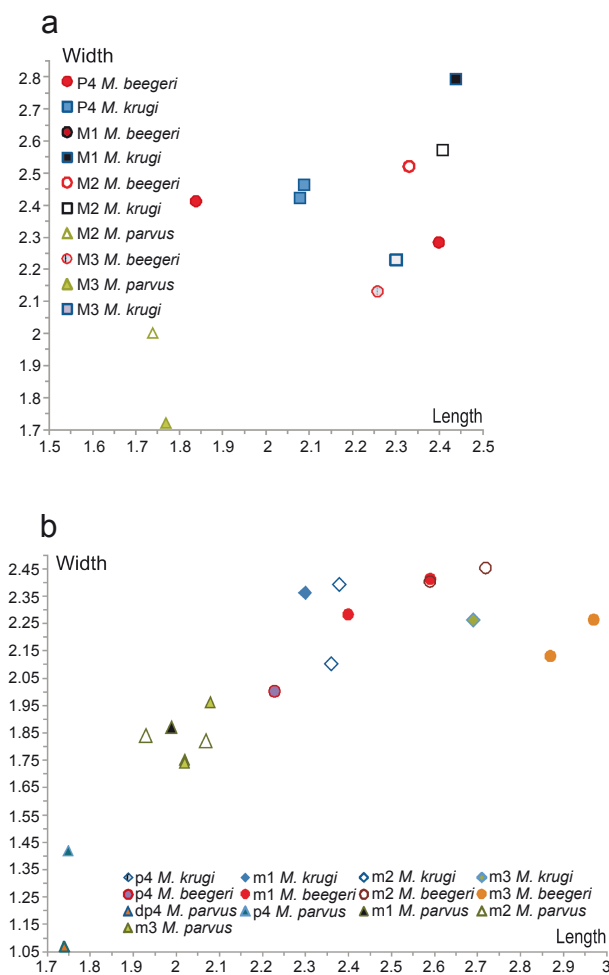 a
Width
P4 M. beegeri
P4 M. krugi
M1 M. beegeri
M1 M. krugi
M2 M. beegeri
M2 M. krugi
M2 M. parvus
M3 M. beegeri
M3 M. parvus
M3 M. krugi
2.8
2.7
2.6
2.5
2.4
2.3
2.2
2.1
2
1.9
1.8
1.7
Length
1.5 1.6 1.7 1.8 1.9 2 2.1 2.2 2.3 2.4 2.5
b
Width
2.45
2.35
2.25
2.15
2.05
1.95
1.85
1.75
1.65
1.55
1.45
1.35
1.25
1.15
1.05
p4 M. krugi m1 M. krugi m2 M. krugi m3 M. krugi
p4 M. beegeri m1 M. beegeri m2 M. beegeri m3 M. beegeri
dp4 M. parvus p4 M. parvus m1 M. parvus m2 M. parvus
m3 M. parvus
Length
1.7 1.8 1.9 2 2.1 2.2 2.3 2.4 2.5 2.6 2.7 2.8 2.9 3